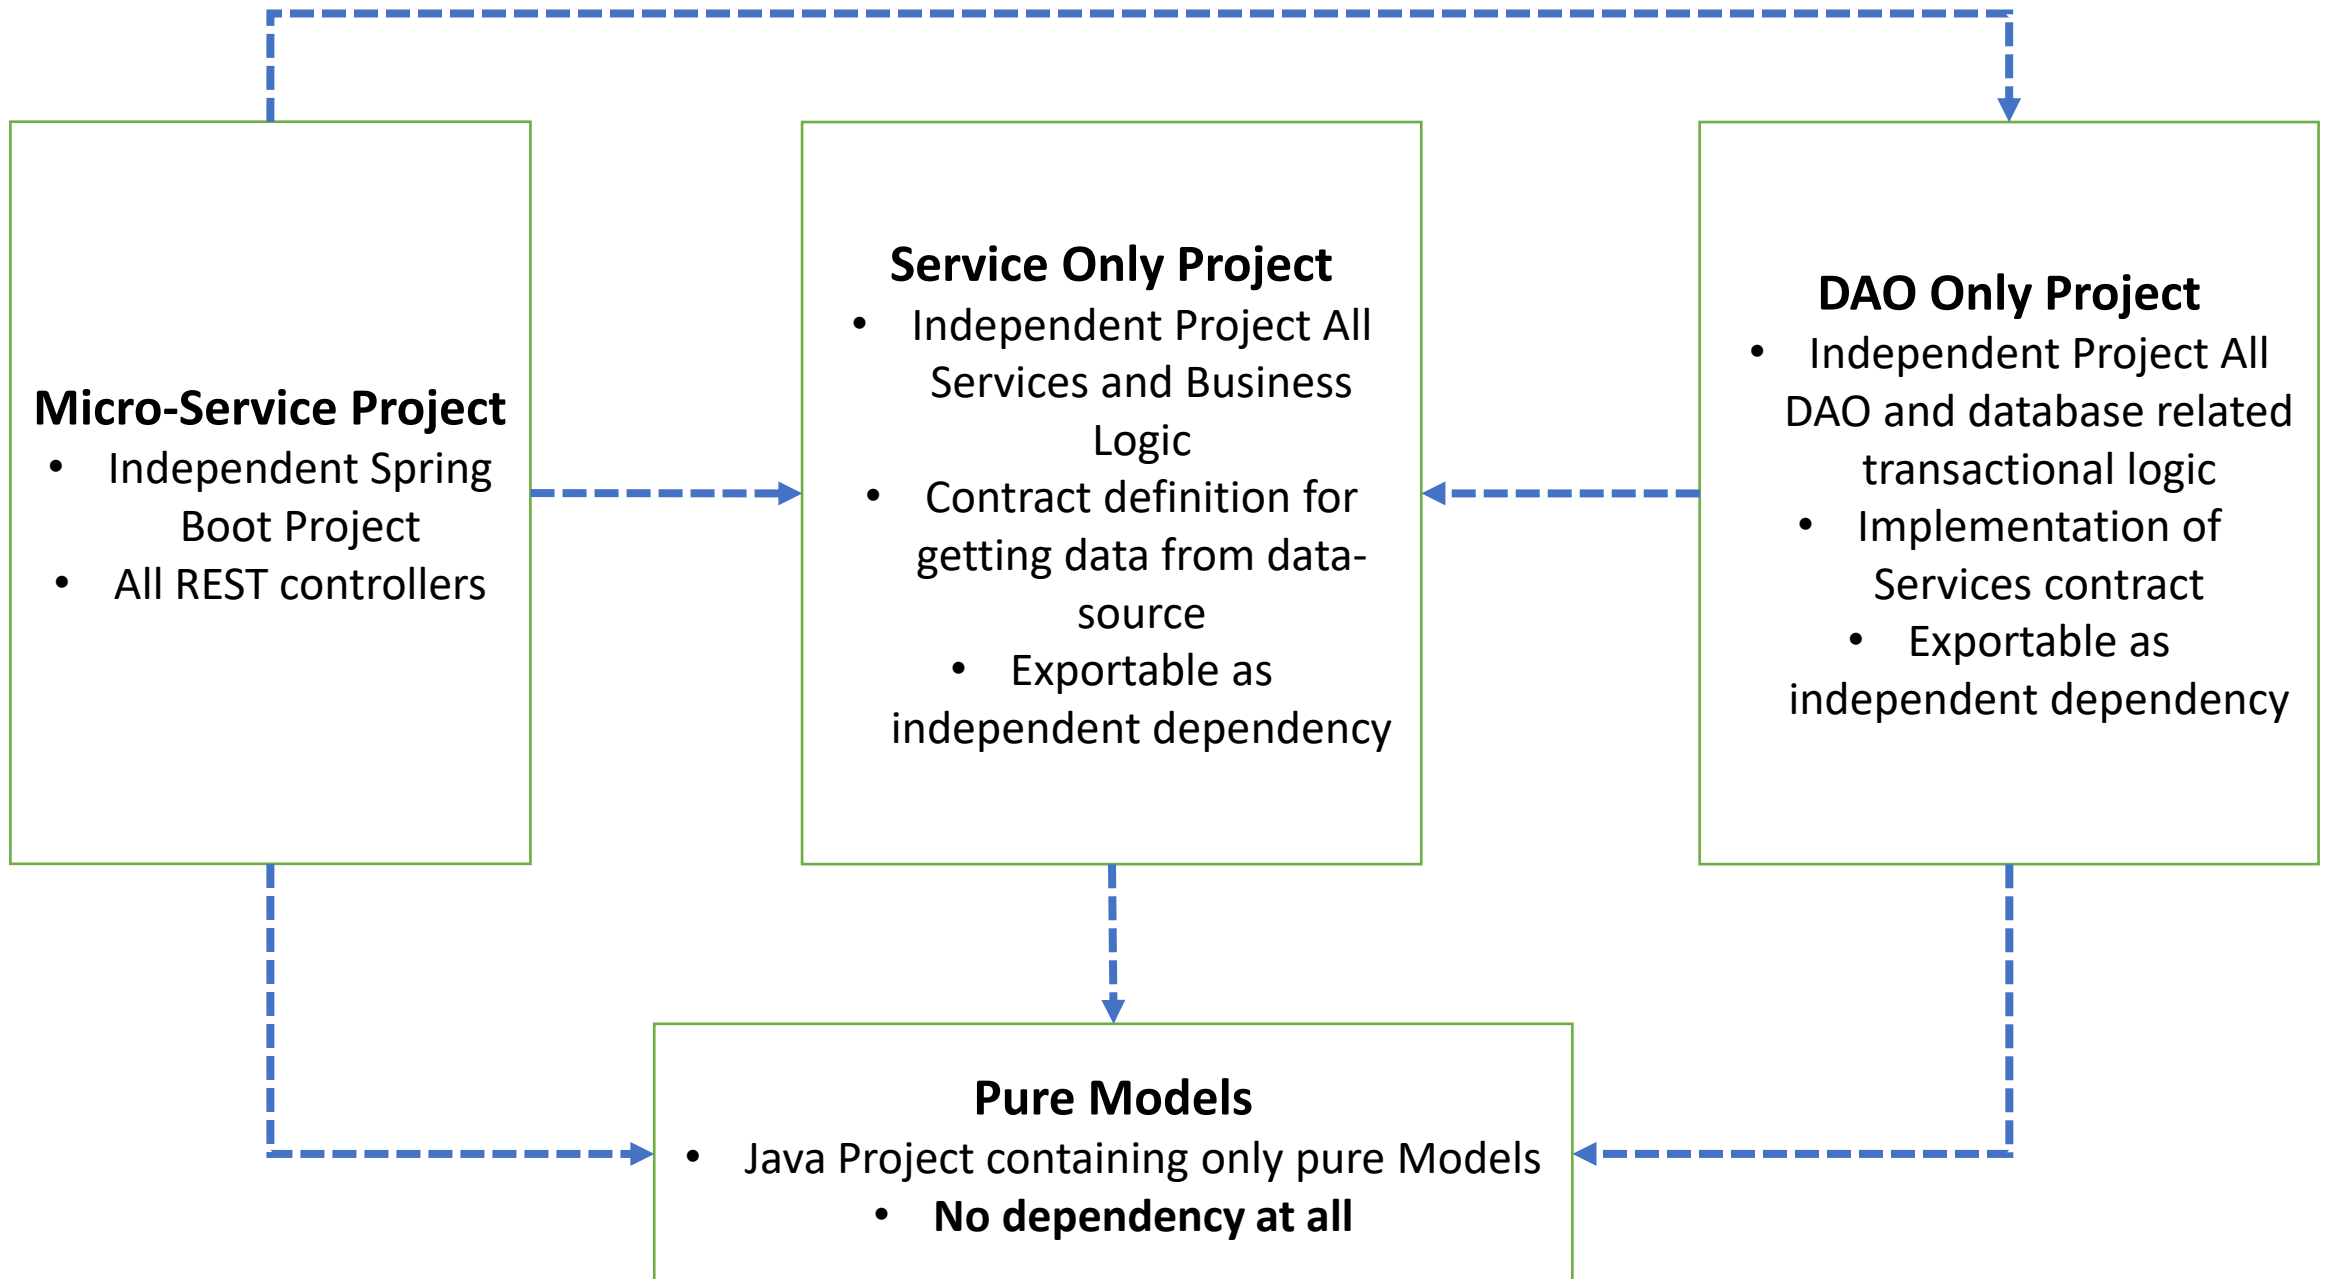 Micro-Service Project
• Independent Spring
Boot Project
• All REST controllers
Service Only Project
• Independent Project All
Services and Business
Logic
• Contract definition for
getting data from data-
source
• Exportable as
independent dependency
DAO Only Project
• Independent Project All
DAO and database related
transactional logic
• Implementation of
Services contract
• Exportable as
independent dependency
Pure Models
• Java Project containing only pure Models
• No dependency at all